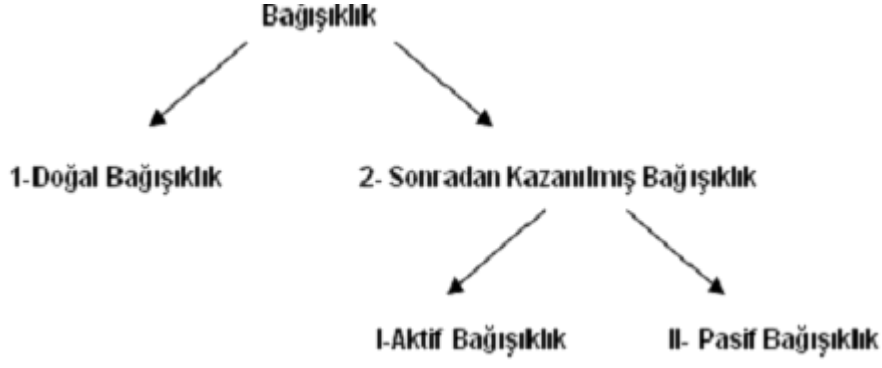 Bağışıklık
1-Doğal Bağışıklık
2- Sonradan Kazanılmış Bağışıklık
I-Aktif Bağışıklık
II- Pasif Bağışıklık